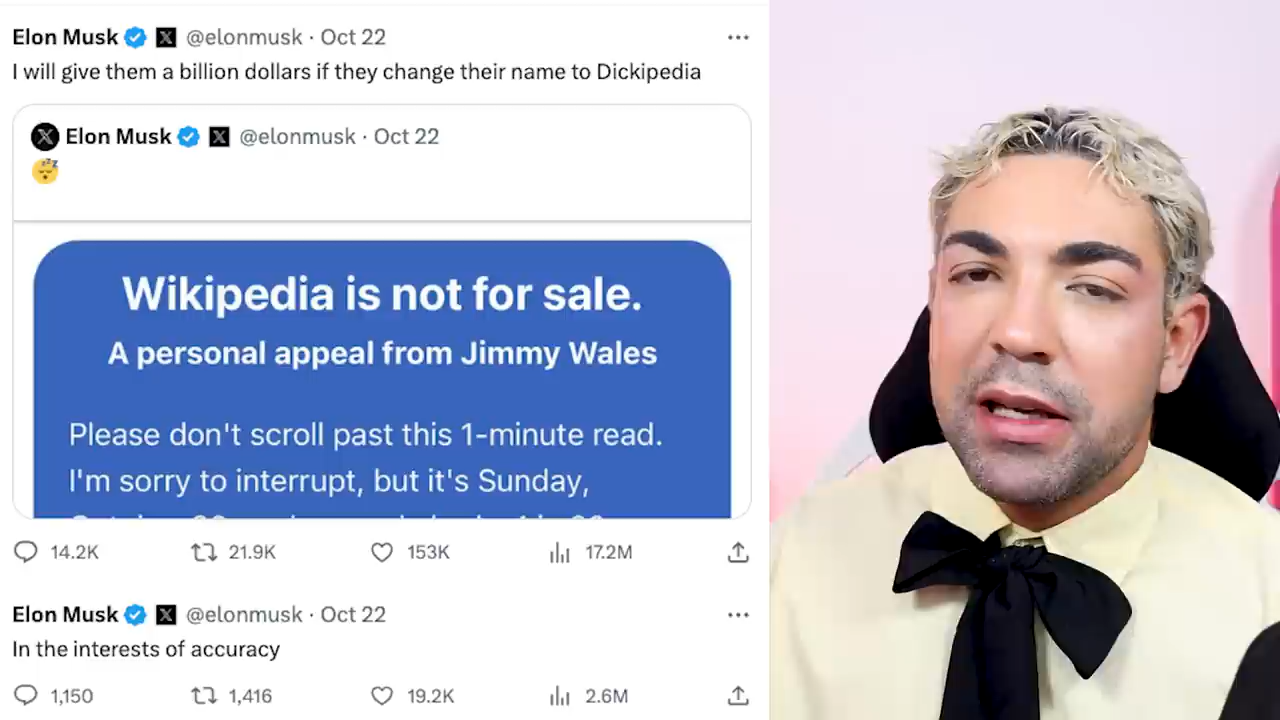 Elon Musk @elonmusk · Oct 22
I will give them a billion dollars if they change their name to Dickipedia
Elon Musk @elonmusk · Oct 22
Wikipedia is not for sale.
A personal appeal from Jimmy Wales
Please don't scroll past this 1-minute read.
I'm sorry to interrupt, but it's Sunday,
14.2K 21.9K 153K 17.2M
Elon Musk @elonmusk · Oct 22
In the interests of accuracy
1,150 1,416 19.2K 2.6M